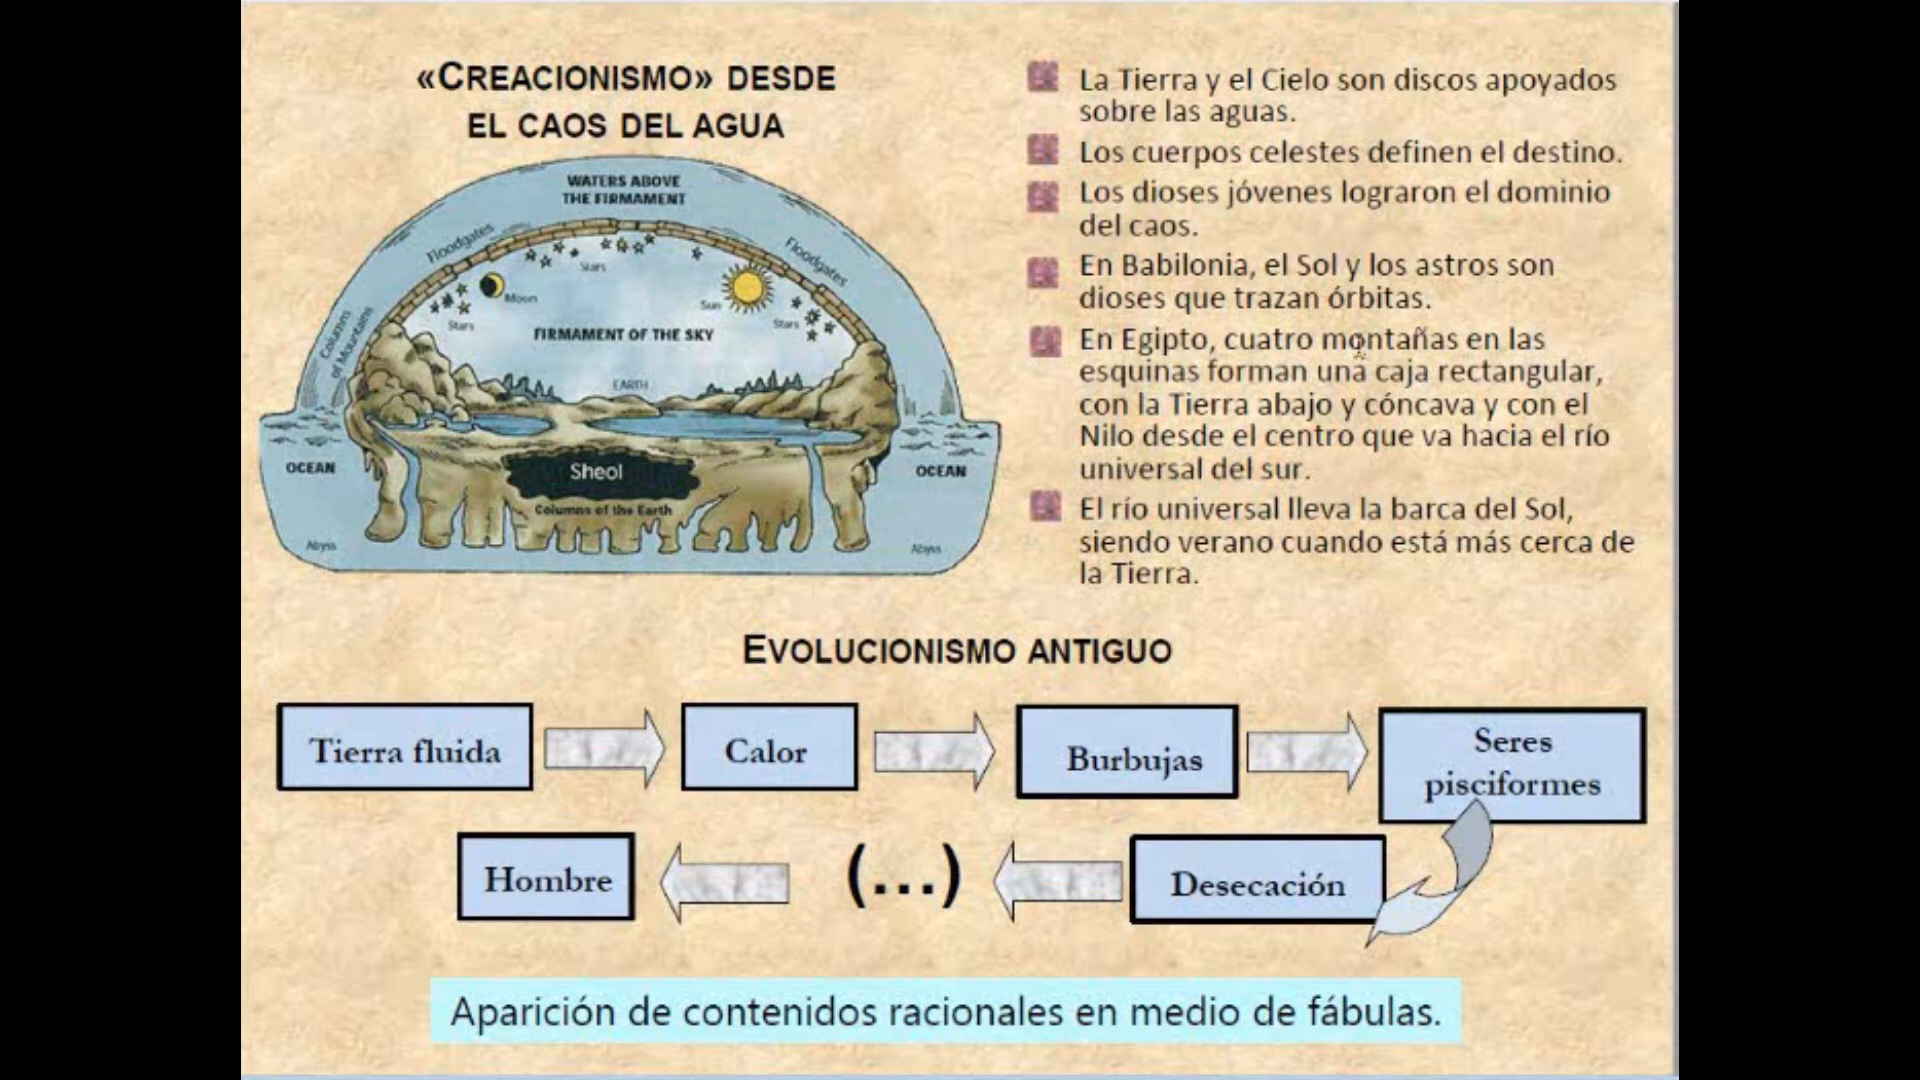 «CREACIONISMO» DESDE
EL CAOS DEL AGUA
WATERS ABOVE
THE FIRMAMENT
Floodgates
Floodgates
Stars
Moon
Sun
Stars
Stars
Columns
of Mountains
FIRMAMENT OF THE SKY
EARTH
OCEAN
Sheol
OCEAN
Columns of the Earth
Abyss
Abyss
La Tierra y el Cielo son discos apoyados
sobre las aguas.
Los cuerpos celestes definen el destino.
Los dioses jóvenes lograron el dominio
del caos.
En Babilonia, el Sol y los astros son
dioses que trazan órbitas.
En Egipto, cuatro montañas en las
esquinas forman una caja rectangular,
con la Tierra abajo y cóncava y con el
Nilo desde el centro que va hacia el río
universal del sur.
El río universal lleva la barca del Sol,
siendo verano cuando está más cerca de
la Tierra.
EVOLUCIONISMO ANTIGUO
Tierra fluida
Calor
Burbujas
Seres
pisciformes
Desecación
(...)
Hombre
Aparición de contenidos racionales en medio de fábulas.